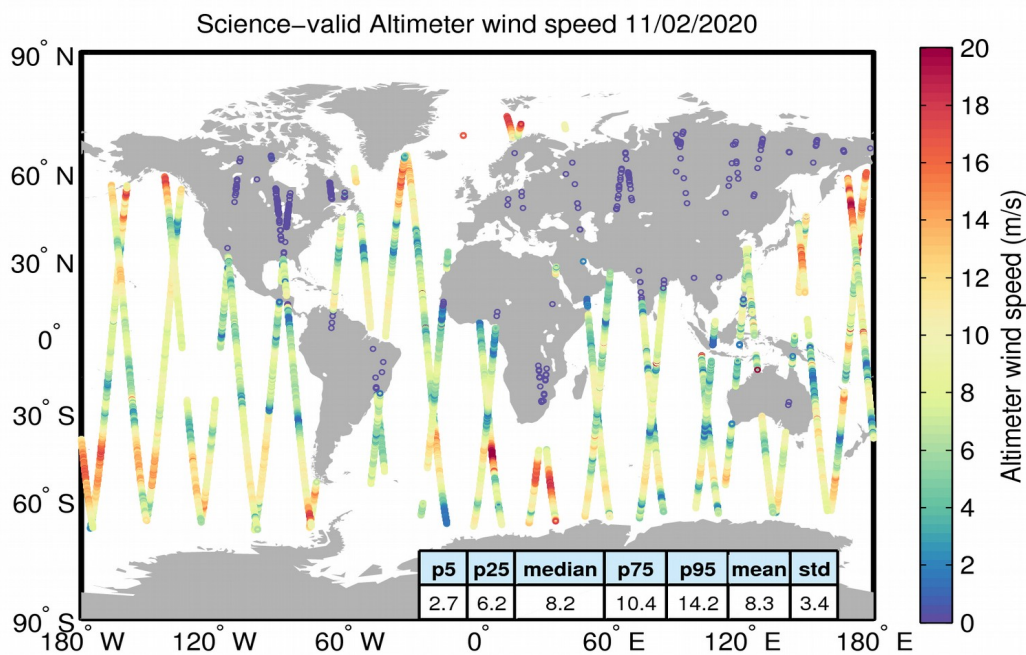 Science−valid Altimeter wind speed 11/02/2020
90° N
60° N
30° N
0°
30° S
60° S
90° S
180° W
120° W
60° W
0°
60° E
120° E
180° E
p5 p25 median p75 p95 mean std
2.7 6.2 8.2 10.4 14.2 8.3 3.4
20
18
16
14
12
10
8
6
4
2
0
Altimeter wind speed (m/s)